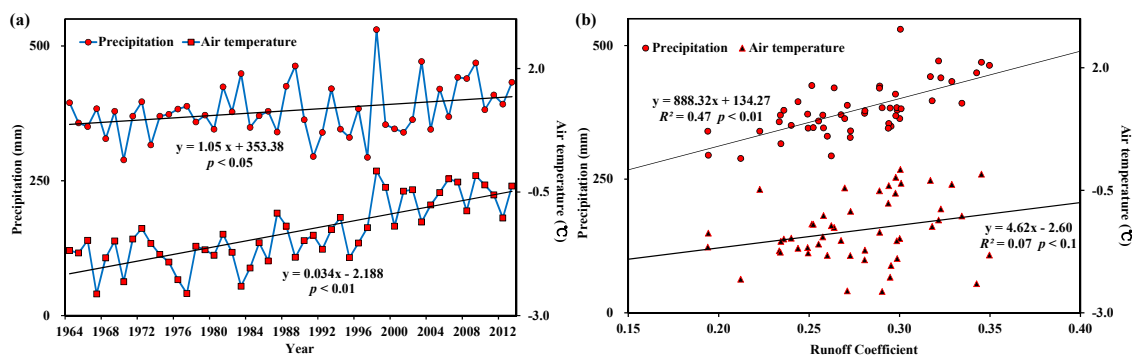 (a)
Precipitation
Air temperature
Precipitation (mm)
500
250
0
y = 1.05 x + 353.38
p < 0.05
y = 0.034x - 2.188
p < 0.01
2.0
-0.5
-3.0
Air temperature (℃)
1964 1968 1972 1976 1980 1984 1988 1992 1996 2000 2004 2008 2012
Year
(b)
Precipitation
Air temperature
Precipitation (mm)
500
250
0
y = 888.32x + 134.27
R² = 0.47 p < 0.01
y = 4.62x - 2.60
R² = 0.07 p < 0.1
2.0
-0.5
-3.0
Air temperature (℃)
0.15 0.20 0.25 0.30 0.35 0.40
Runoff Coefficient